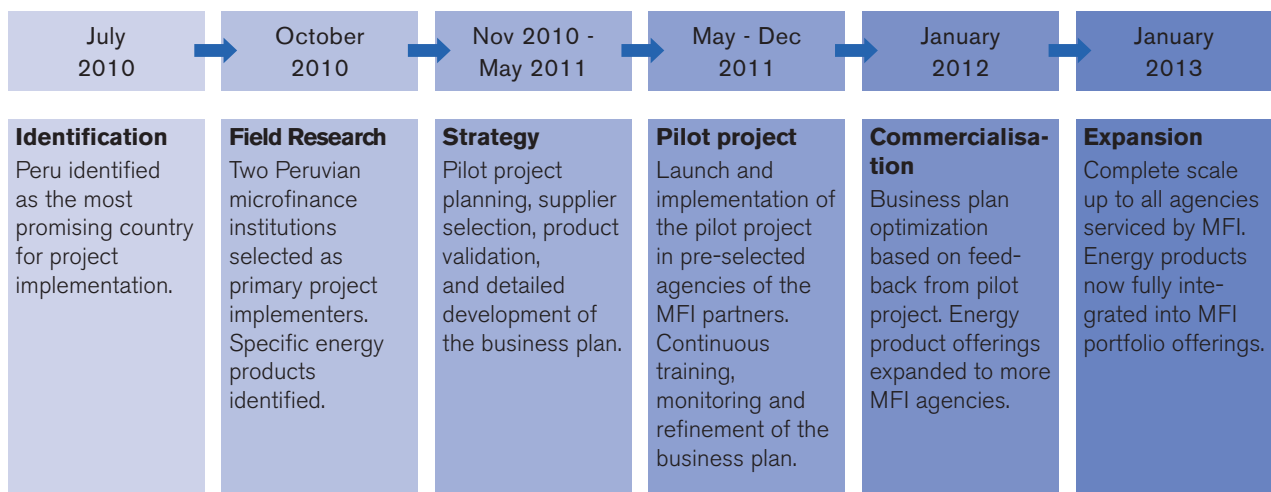 July
2010
October
2010
Nov 2010 -
May 2011
May - Dec
2011
January
2012
January
2013
Identification
Peru identified
as the most
promising country
for project
implementation.
Field Research
Two Peruvian
microfinance
institutions
selected as
primary project
implementers.
Specific energy
products
identified.
Strategy
Pilot project
planning, supplier
selection, product
validation,
and detailed
development of
the business plan.
Pilot project
Launch and
implementation of
the pilot project
in pre-selected
agencies of the
MFI partners.
Continuous
training,
monitoring and
refinement of the
business plan.
Commercialisa-
tion
Business plan
optimization
based on feed-
back from pilot
project. Energy
product offerings
expanded to more
MFI agencies.
Expansion
Complete scale
up to all agencies
serviced by MFI.
Energy products
now fully inte-
grated into MFI
portfolio offerings.